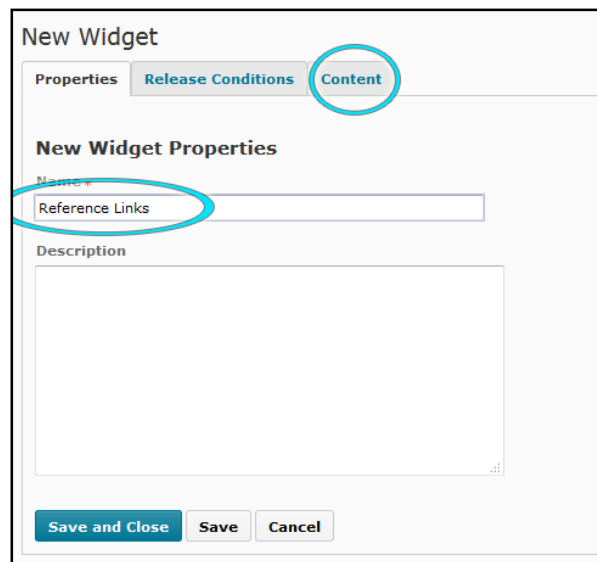 New Widget
Properties Release Conditions Content
New Widget Properties
Name*
Reference Links
Description
Save and Close Save Cancel